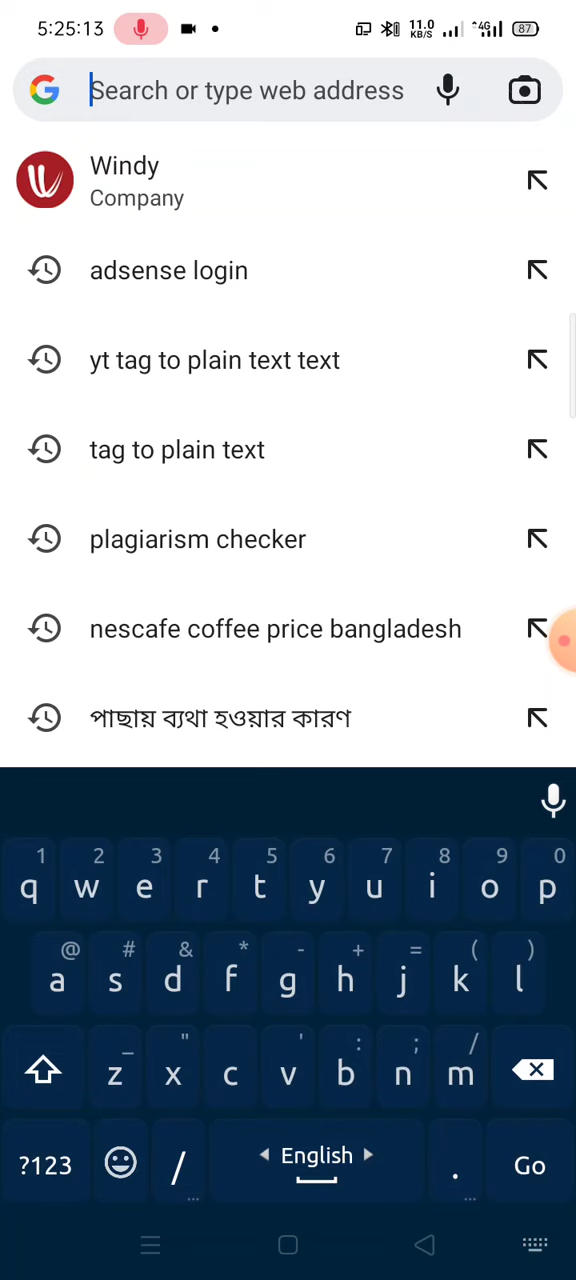 5:25:13 11.0 KB/S 4G 87
Search or type web address
Windy
Company
adsense login
yt tag to plain text text
tag to plain text
plagiarism checker
nescafe coffee price bangladesh
পাছায় ব্যথা হওয়ার কারণ
1 2 3 4 5 6 7 8 9 0
q w e r t y u i o p
@ # & * - + = ( )
a s d f g h j k l
_ " ' : ; /
z x c v b n m
?123 / English . Go